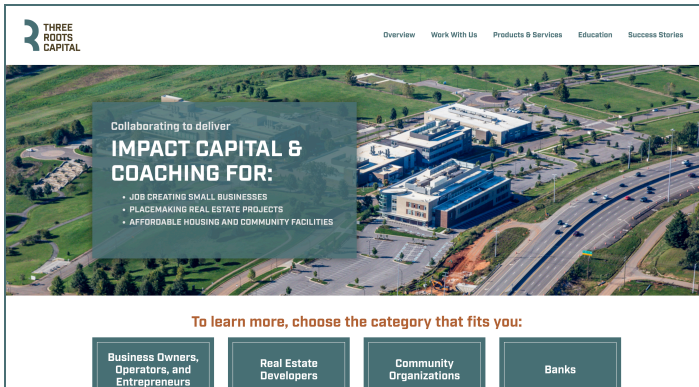 THREE
ROOTS
CAPITAL
Overview
Work With Us
Products & Services
Education
Success Stories
Collaborating to deliver
IMPACT CAPITAL &
COACHING FOR:
• JOB CREATING SMALL BUSINESSES
• PLACEMAKING REAL ESTATE PROJECTS
• AFFORDABLE HOUSING AND COMMUNITY FACILITIES
To learn more, choose the category that fits you:
Business Owners,
Operators, and
Entrepreneurs
Real Estate
Developers
Community
Organizations
Banks